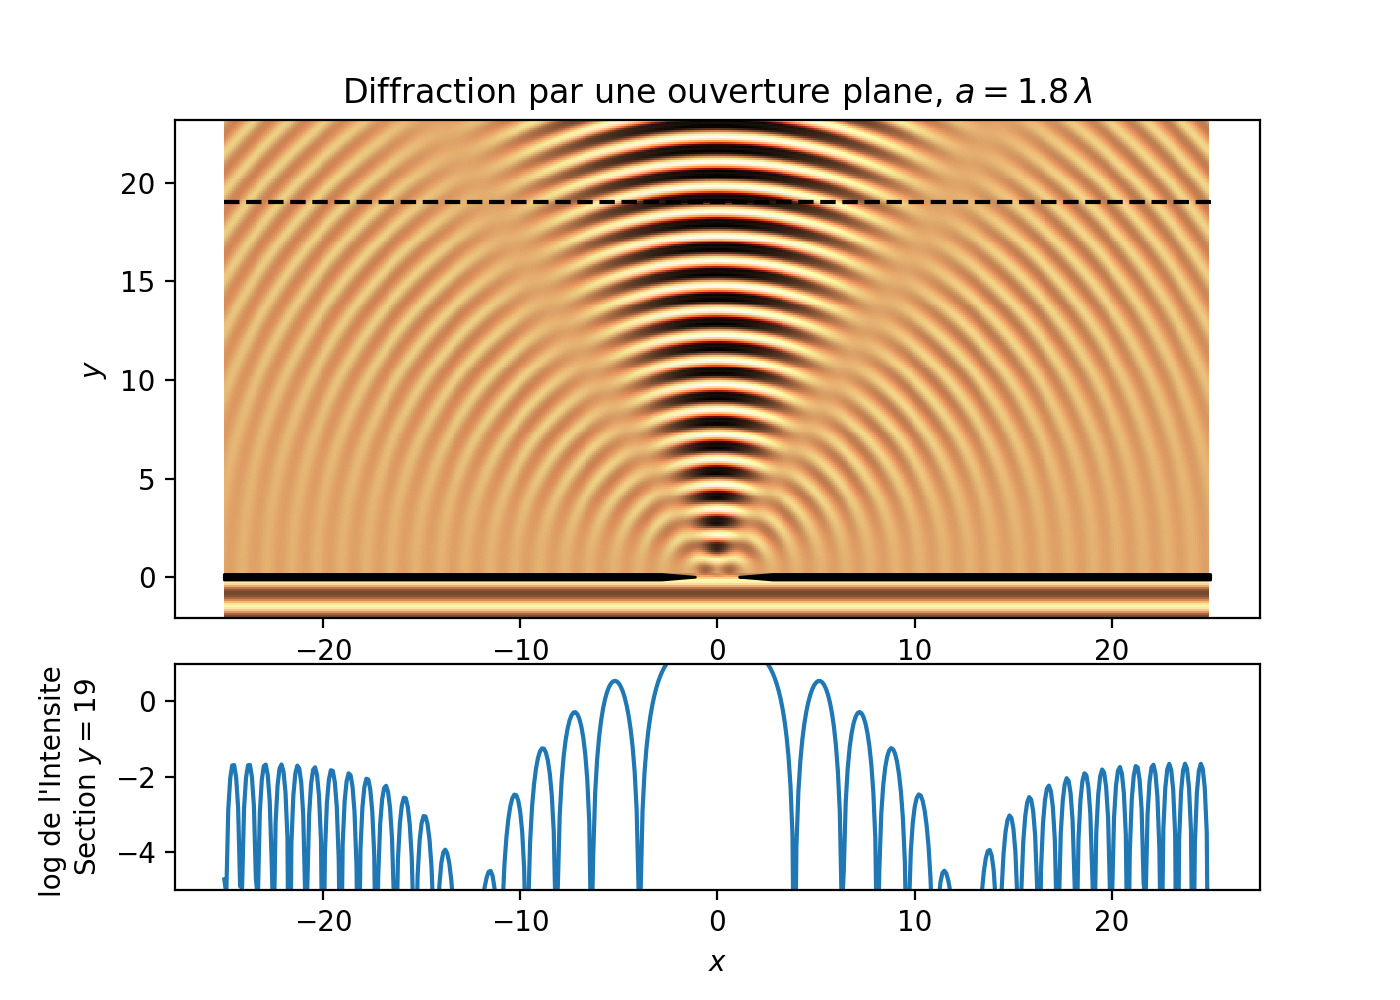 Diffraction par une ouverture plane, a = 1.8 λ
20
15
10
5
0
y
−20 −10 0 10 20
log de l'Intensite
Section y = 19
0
−2
−4
−20 −10 0 10 20
x